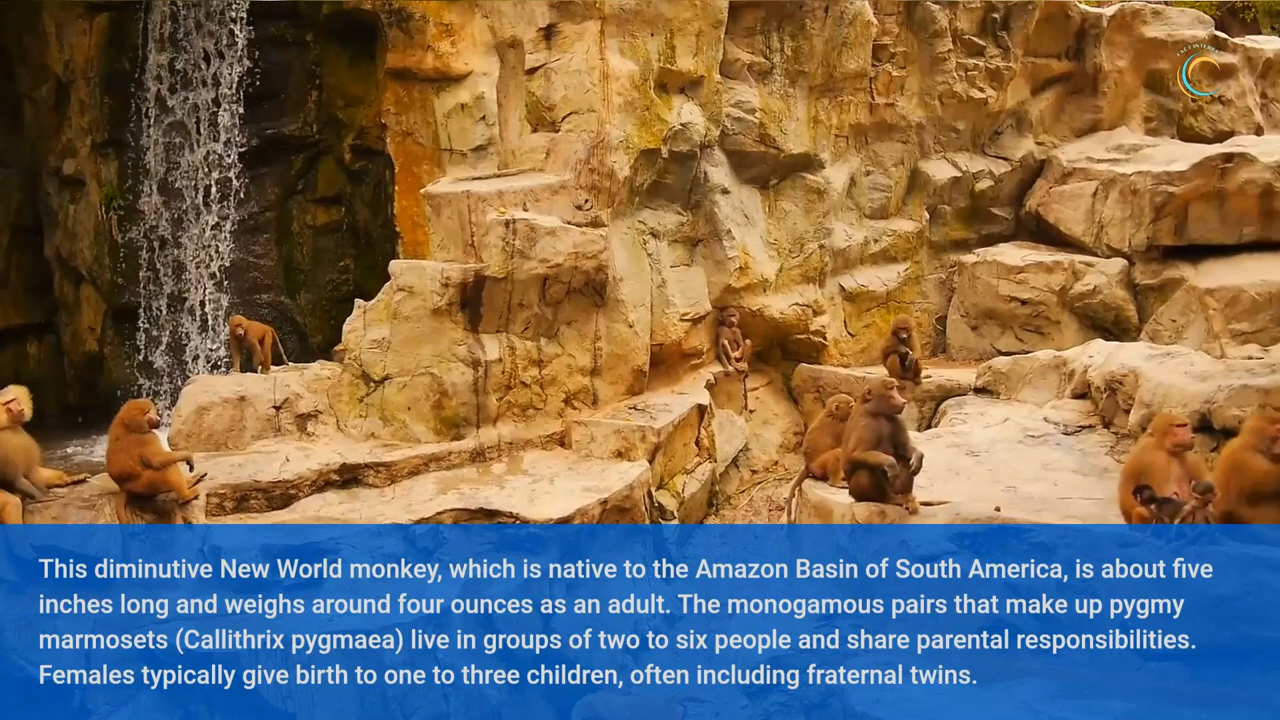 This diminutive New World monkey, which is native to the Amazon Basin of South America, is about five
inches long and weighs around four ounces as an adult. The monogamous pairs that make up pygmy
marmosets (Callithrix pygmaea) live in groups of two to six people and share parental responsibilities.
Females typically give birth to one to three children, often including fraternal twins.